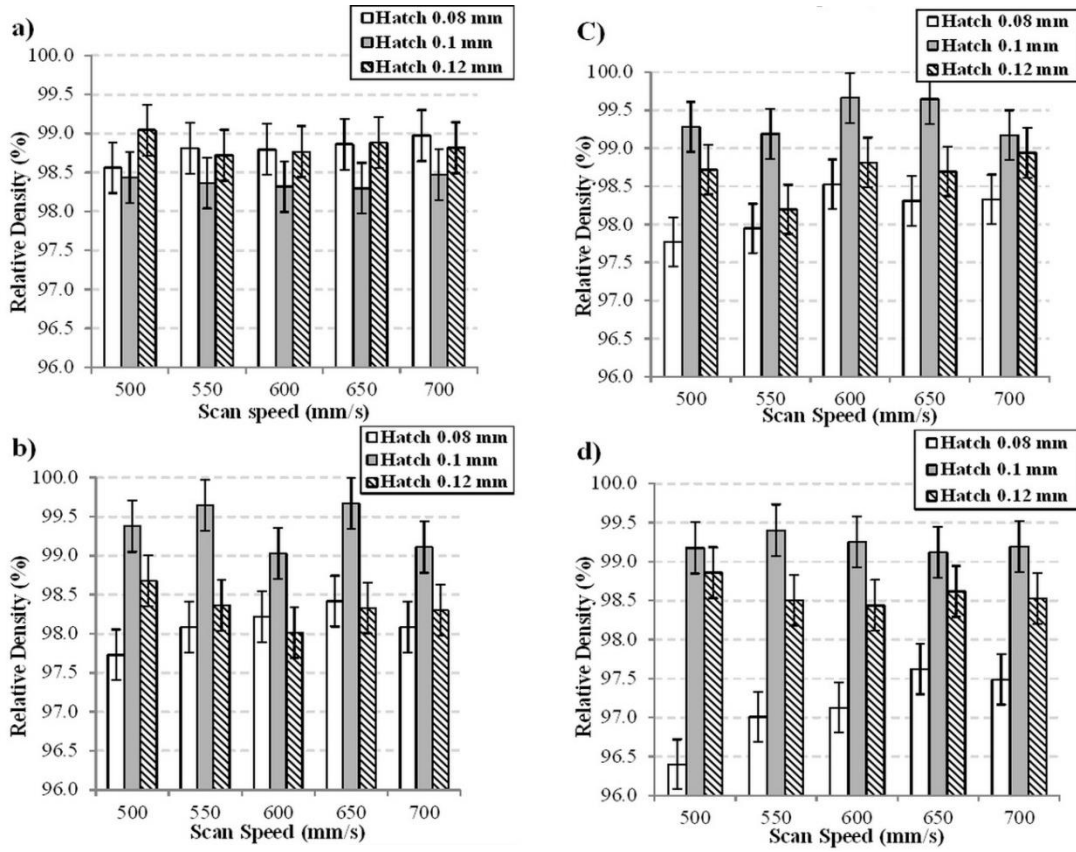 a)
Hatch 0.08 mm
Hatch 0.1 mm
Hatch 0.12 mm
Relative Density (%)
100.0
99.5
99.0
98.5
98.0
97.5
97.0
96.5
96.0
500 550 600 650 700
Scan speed (mm/s)
b)
Hatch 0.08 mm
Hatch 0.1 mm
Hatch 0.12 mm
Relative Density (%)
100.0
99.5
99.0
98.5
98.0
97.5
97.0
96.5
96.0
500 550 600 650 700
Scan Speed (mm/s)
C)
Hatch 0.08 mm
Hatch 0.1 mm
Hatch 0.12 mm
Relative Density (%)
100.0
99.5
99.0
98.5
98.0
97.5
97.0
96.5
96.0
500 550 600 650 700
Scan Speed (mm/s)
d)
Hatch 0.08 mm
Hatch 0.1 mm
Hatch 0.12 mm
Relative Density (%)
100.0
99.5
99.0
98.5
98.0
97.5
97.0
96.5
96.0
500 550 600 650 700
Scan Speed (mm/s)